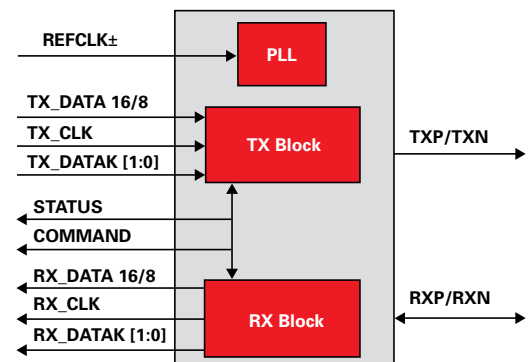 REFCLK±
PLL
TX_DATA 16/8
TX_CLK
TX_DATAK [1:0]
TX Block
TXP/TXN
STATUS
COMMAND
RX_DATA 16/8
RX_CLK
RX_DATAK [1:0]
RX Block
RXP/RXN